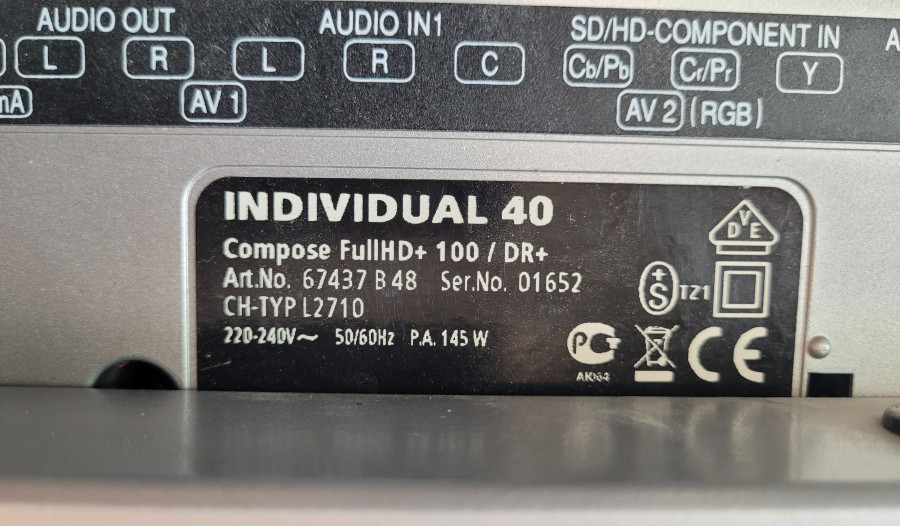 AUDIO OUT AUDIO IN1 SD/HD-COMPONENT IN A
L R L R C Cb/Pb Cr/Pr Y
mA AV 1 AV 2 (RGB)
INDIVIDUAL 40
Compose FullHD+ 100 / DR+
Art.No. 67437 B 48 Ser.No. 01652
CH-TYP L2710
220-240V~ 50/60Hz P.A. 145 W
DVE
+S TZ1
PCT
CE